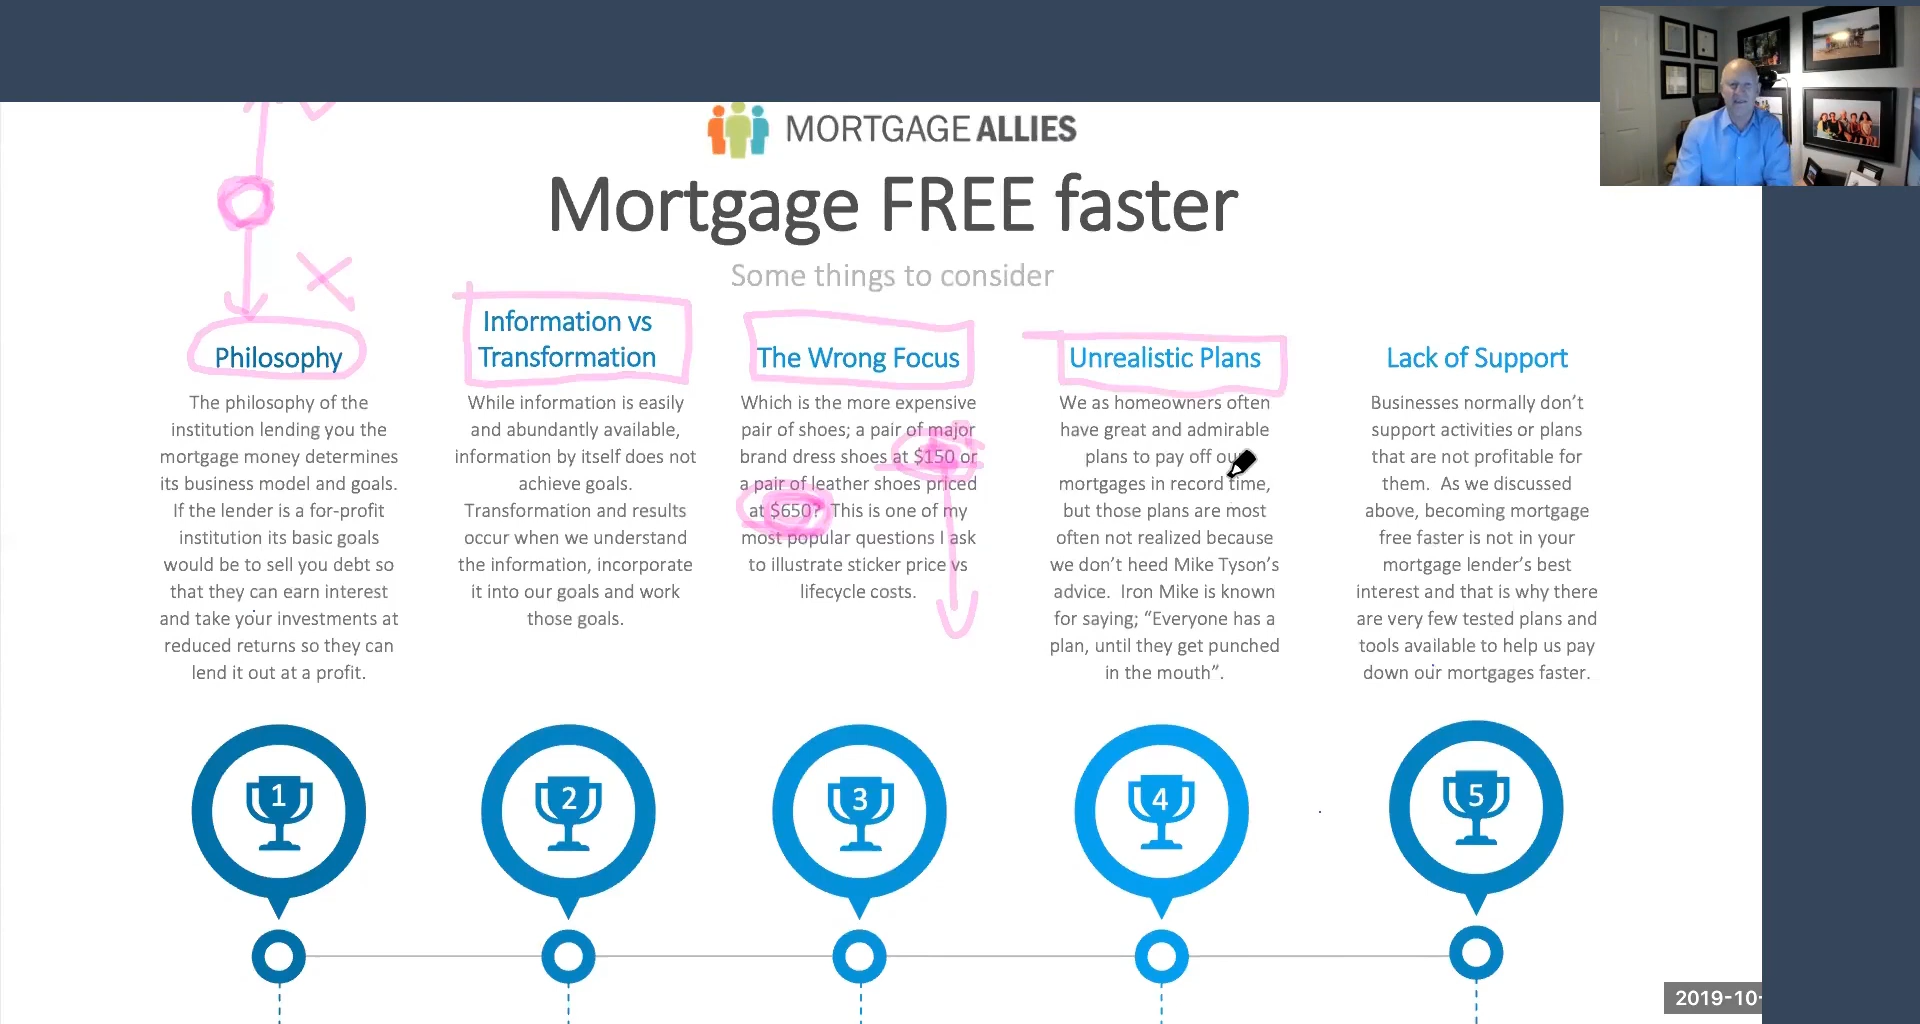 MORTGAGE ALLIES
Mortgage FREE faster
Some things to consider
Philosophy
The philosophy of the
institution lending you the
mortgage money determines
its business model and goals.
If the lender is a for-profit
institution its basic goals
would be to sell you debt so
that they can earn interest
and take your investments at
reduced returns so they can
lend it out at a profit.
Information vs
Transformation
While information is easily
and abundantly available,
information by itself does not
achieve goals.
Transformation and results
occur when we understand
the information, incorporate
it into our goals and work
those goals.
The Wrong Focus
Which is the more expensive
pair of shoes; a pair of major
brand dress shoes at $150 or
a pair of leather shoes priced
at $650? This is one of my
most popular questions I ask
to illustrate sticker price vs
lifecycle costs.
Unrealistic Plans
We as homeowners often
have great and admirable
plans to pay off our
mortgages in record time,
but those plans are most
often not realized because
we don't heed Mike Tyson's
advice. Iron Mike is known
for saying; “Everyone has a
plan, until they get punched
in the mouth”.
Lack of Support
Businesses normally don't
support activities or plans
that are not profitable for
them. As we discussed
above, becoming mortgage
free faster is not in your
mortgage lender's best
interest and that is why there
are very few tested plans and
tools available to help us pay
down our mortgages faster.
1
2
3
4
5
2019-10-